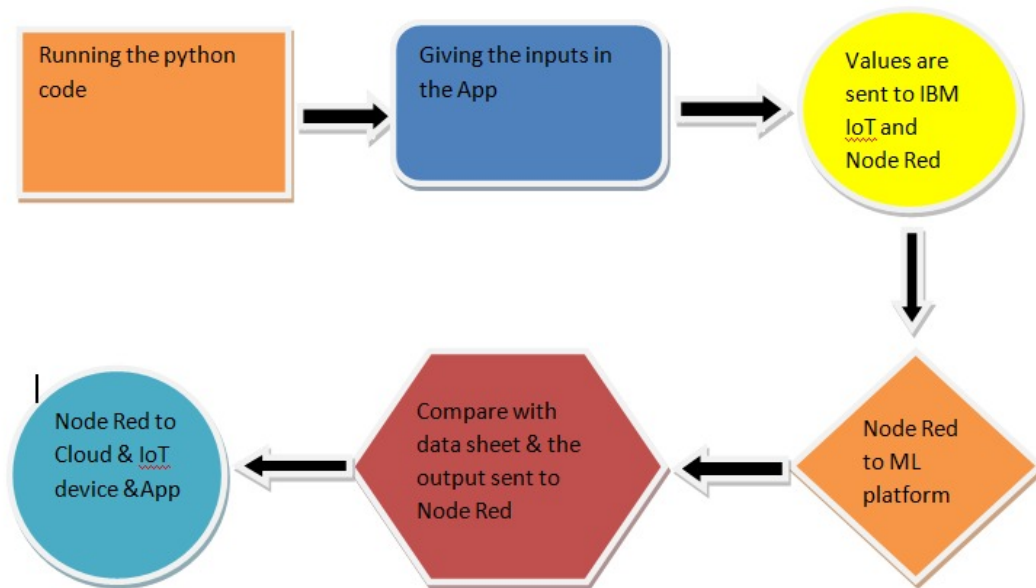 Running the python
code
Giving the inputs in
the App
Values are
sent to IBM
IoT and
Node Red
Node Red
to ML
platform
Compare with
data sheet & the
output sent to
Node Red
Node Red to
Cloud & IoT
device &App